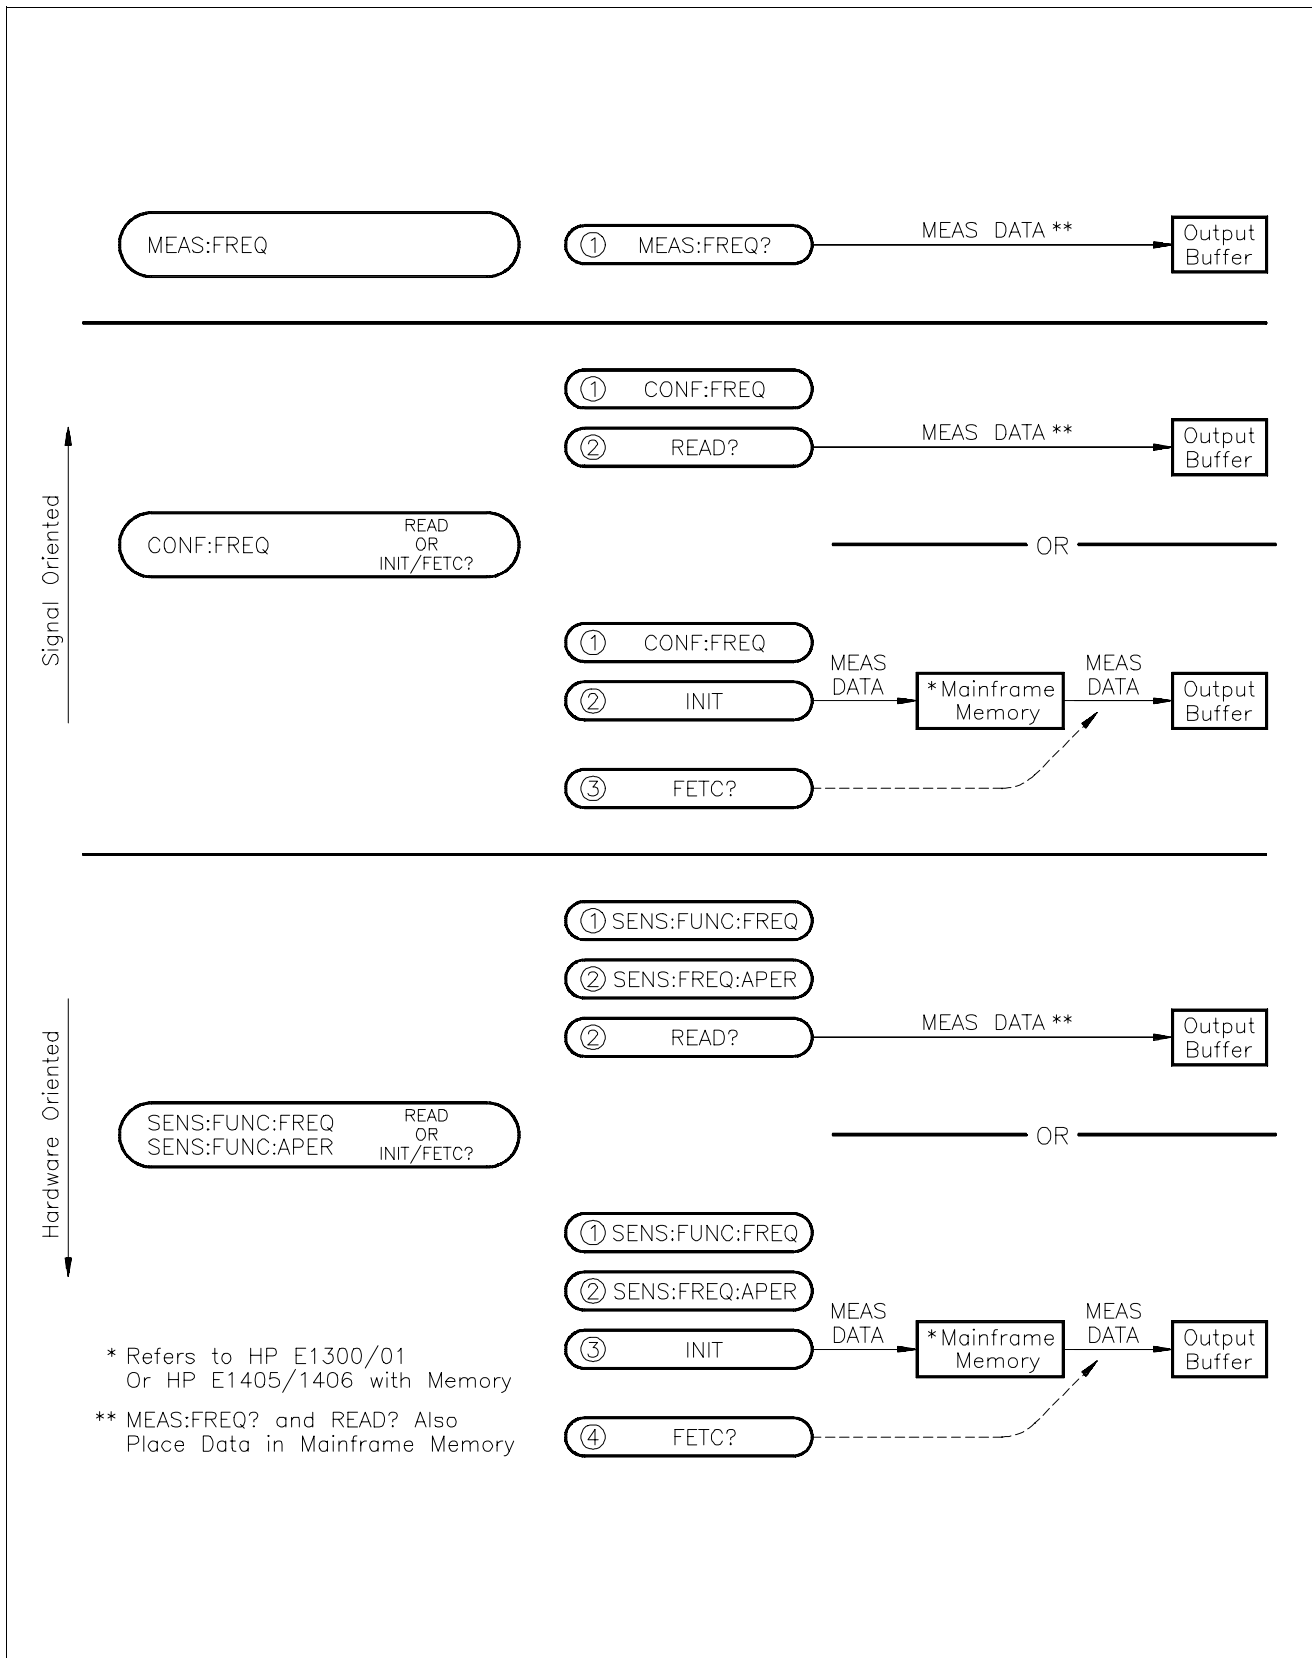 MEAS:FREQ
① MEAS:FREQ?
MEAS DATA **
Output
Buffer
Signal Oriented
CONF:FREQ
READ
OR
INIT/FETC?
① CONF:FREQ
② READ?
MEAS DATA **
Output
Buffer
OR
① CONF:FREQ
② INIT
MEAS
DATA
* Mainframe
Memory
MEAS
DATA
Output
Buffer
③ FETC?
Hardware Oriented
SENS:FUNC:FREQ
SENS:FUNC:APER
READ
OR
INIT/FETC?
① SENS:FUNC:FREQ
② SENS:FREQ:APER
② READ?
MEAS DATA **
Output
Buffer
OR
① SENS:FUNC:FREQ
② SENS:FREQ:APER
③ INIT
MEAS
DATA
* Mainframe
Memory
MEAS
DATA
Output
Buffer
④ FETC?
* Refers to HP E1300/01
Or HP E1405/1406 with Memory
** MEAS:FREQ? and READ? Also
Place Data in Mainframe Memory